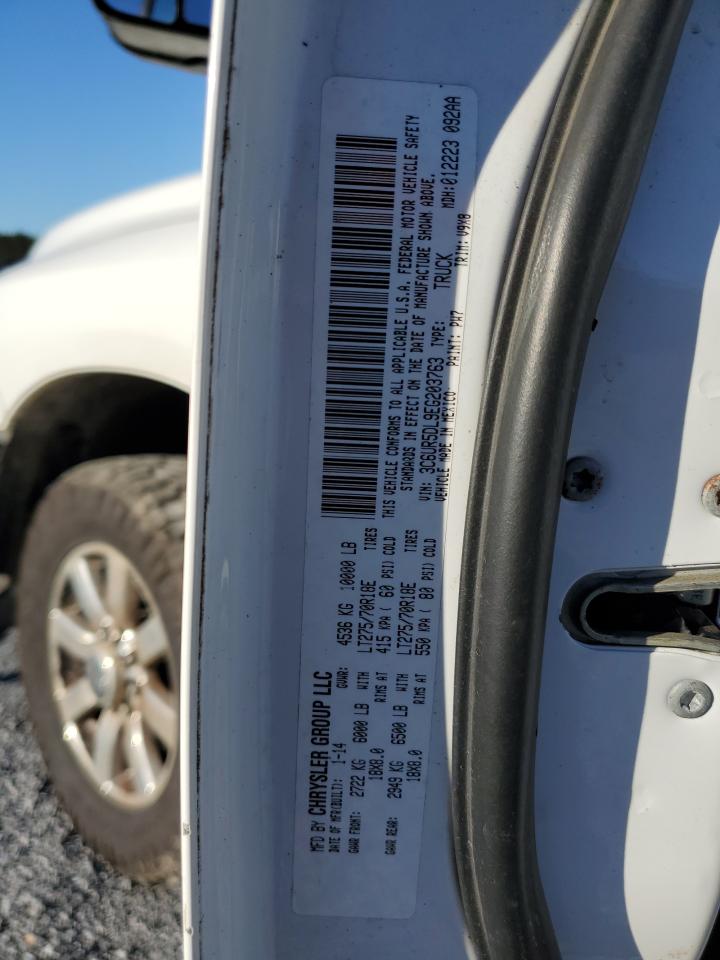 MFD BY CHRYSLER GROUP LLC
DATE OF MFR(BUILT): 1-14 GVWR: 4536 KG 10000 LB
GAWR FRONT: 2722 KG 6000 LB WITH LT275/70R18E TIRES
18X8.0 RIMS AT 415 KPA ( 60 PSI) COLD
GAWR REAR: 2949 KG 6500 LB WITH LT275/70R18E TIRES
18X8.0 RIMS AT 550 KPA ( 80 PSI) COLD
THIS VEHICLE CONFORMS TO ALL APPLICABLE U.S.A. FEDERAL MOTOR VEHICLE SAFETY
STANDARDS IN EFFECT ON THE DATE OF MANUFACTURE SHOWN ABOVE.
VIN: 3C6UR5DL9EG203763 TYPE: TRUCK MDH:012223 092AA
VEHICLE MADE IN MEXICO PAINT: PW7 TRIM: V9X8